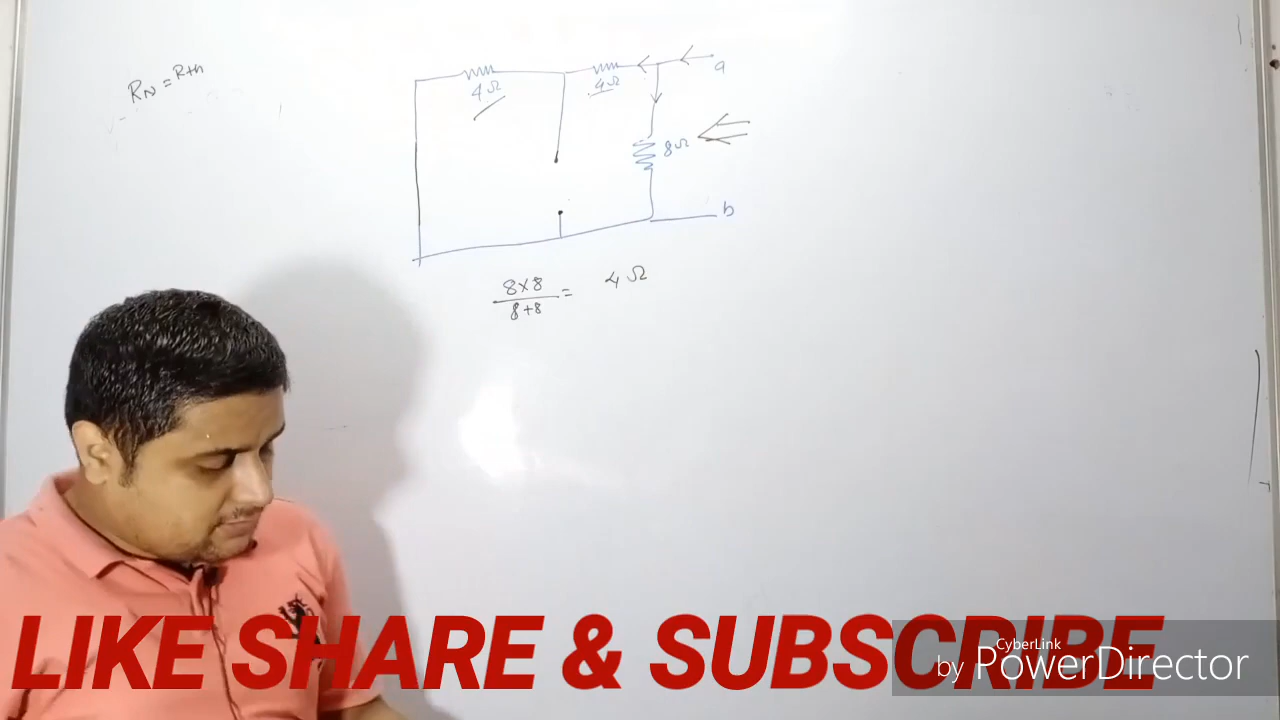 R_N = R_th
4Ω 4Ω a
8Ω
b
8×8 / 8+8 = 4Ω
LIKE SHARE & SUBSCRIBE
CyberLink
by PowerDirector